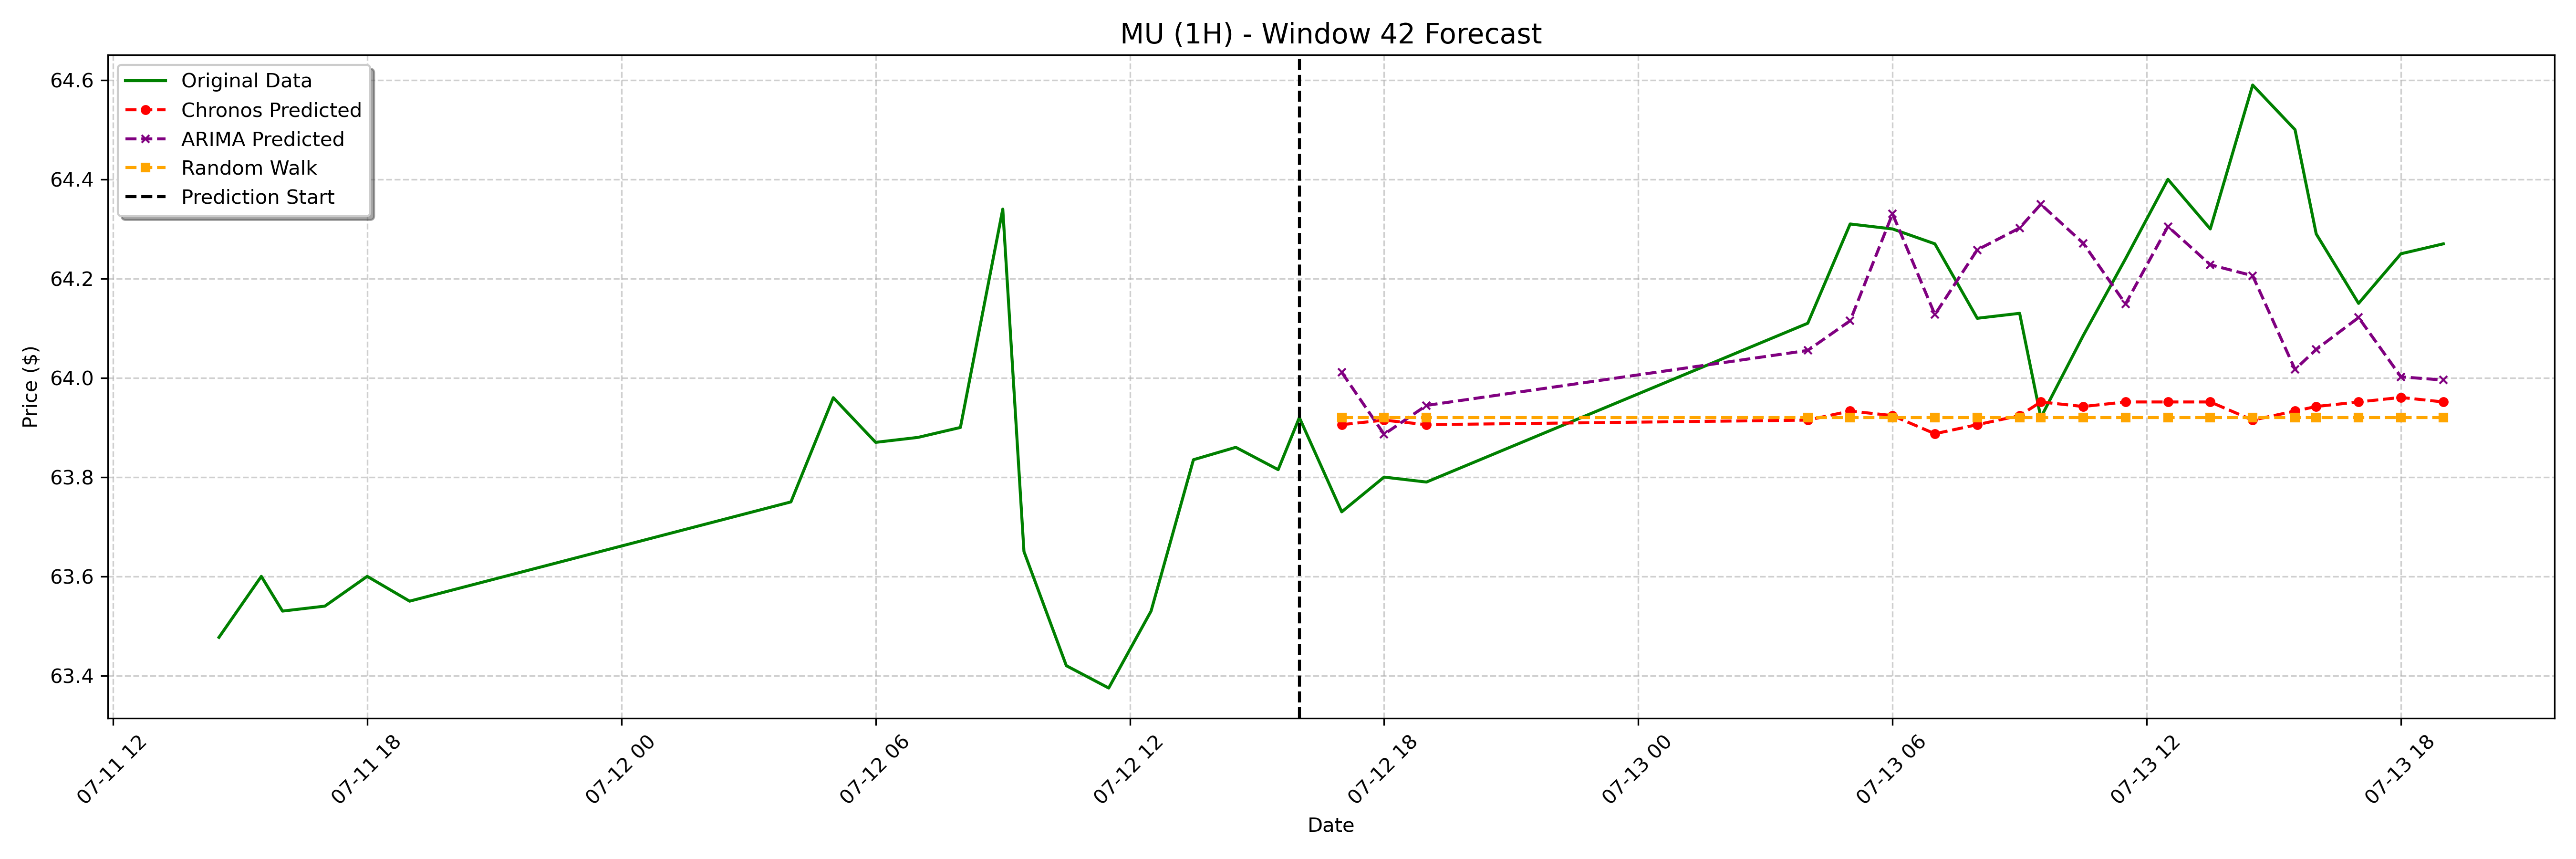 MU (1H) - Window 42 Forecast
Original Data
Chronos Predicted
ARIMA Predicted
Random Walk
Prediction Start
Price ($)
64.6
64.4
64.2
64.0
63.8
63.6
63.4
07-11 12
07-11 18
07-12 00
07-12 06
07-12 12
07-12 18
07-13 00
07-13 06
07-13 12
07-13 18
Date